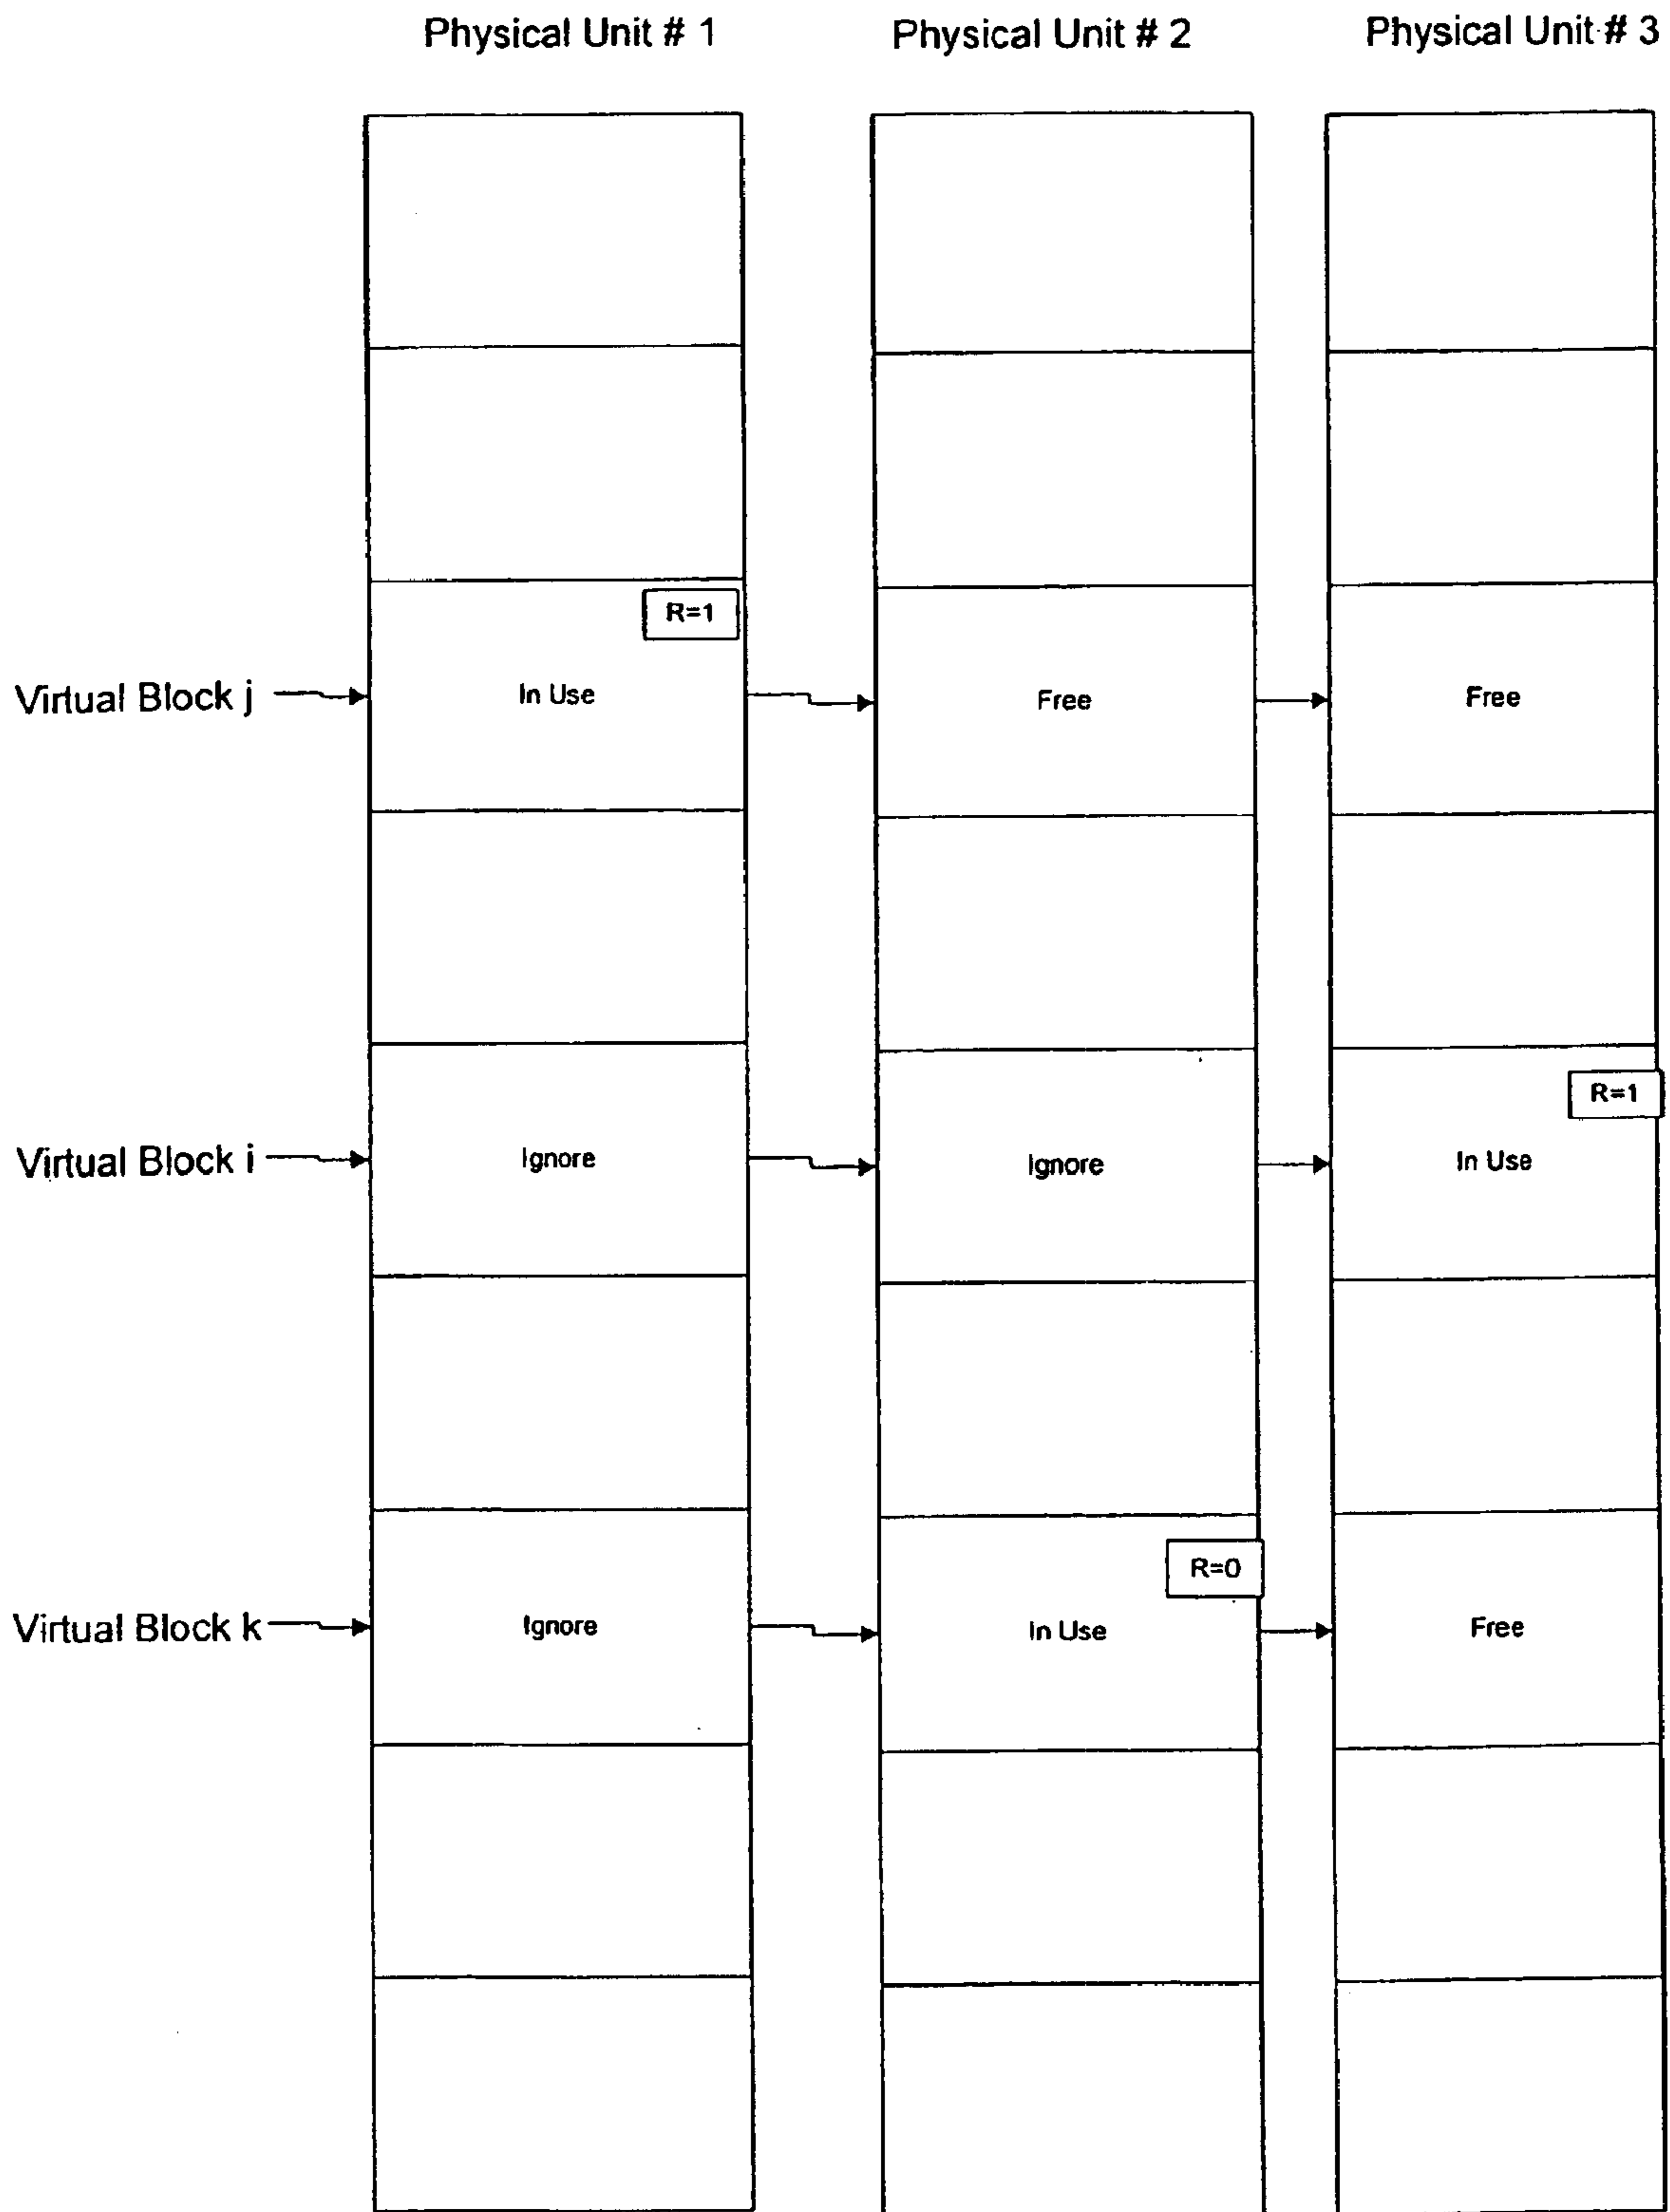 Physical Unit # 1 Physical Unit # 2 Physical Unit # 3
R=1
Virtual Block j In Use Free Free
R=1
Virtual Block i Ignore Ignore In Use
R=0
Virtual Block k Ignore In Use Free